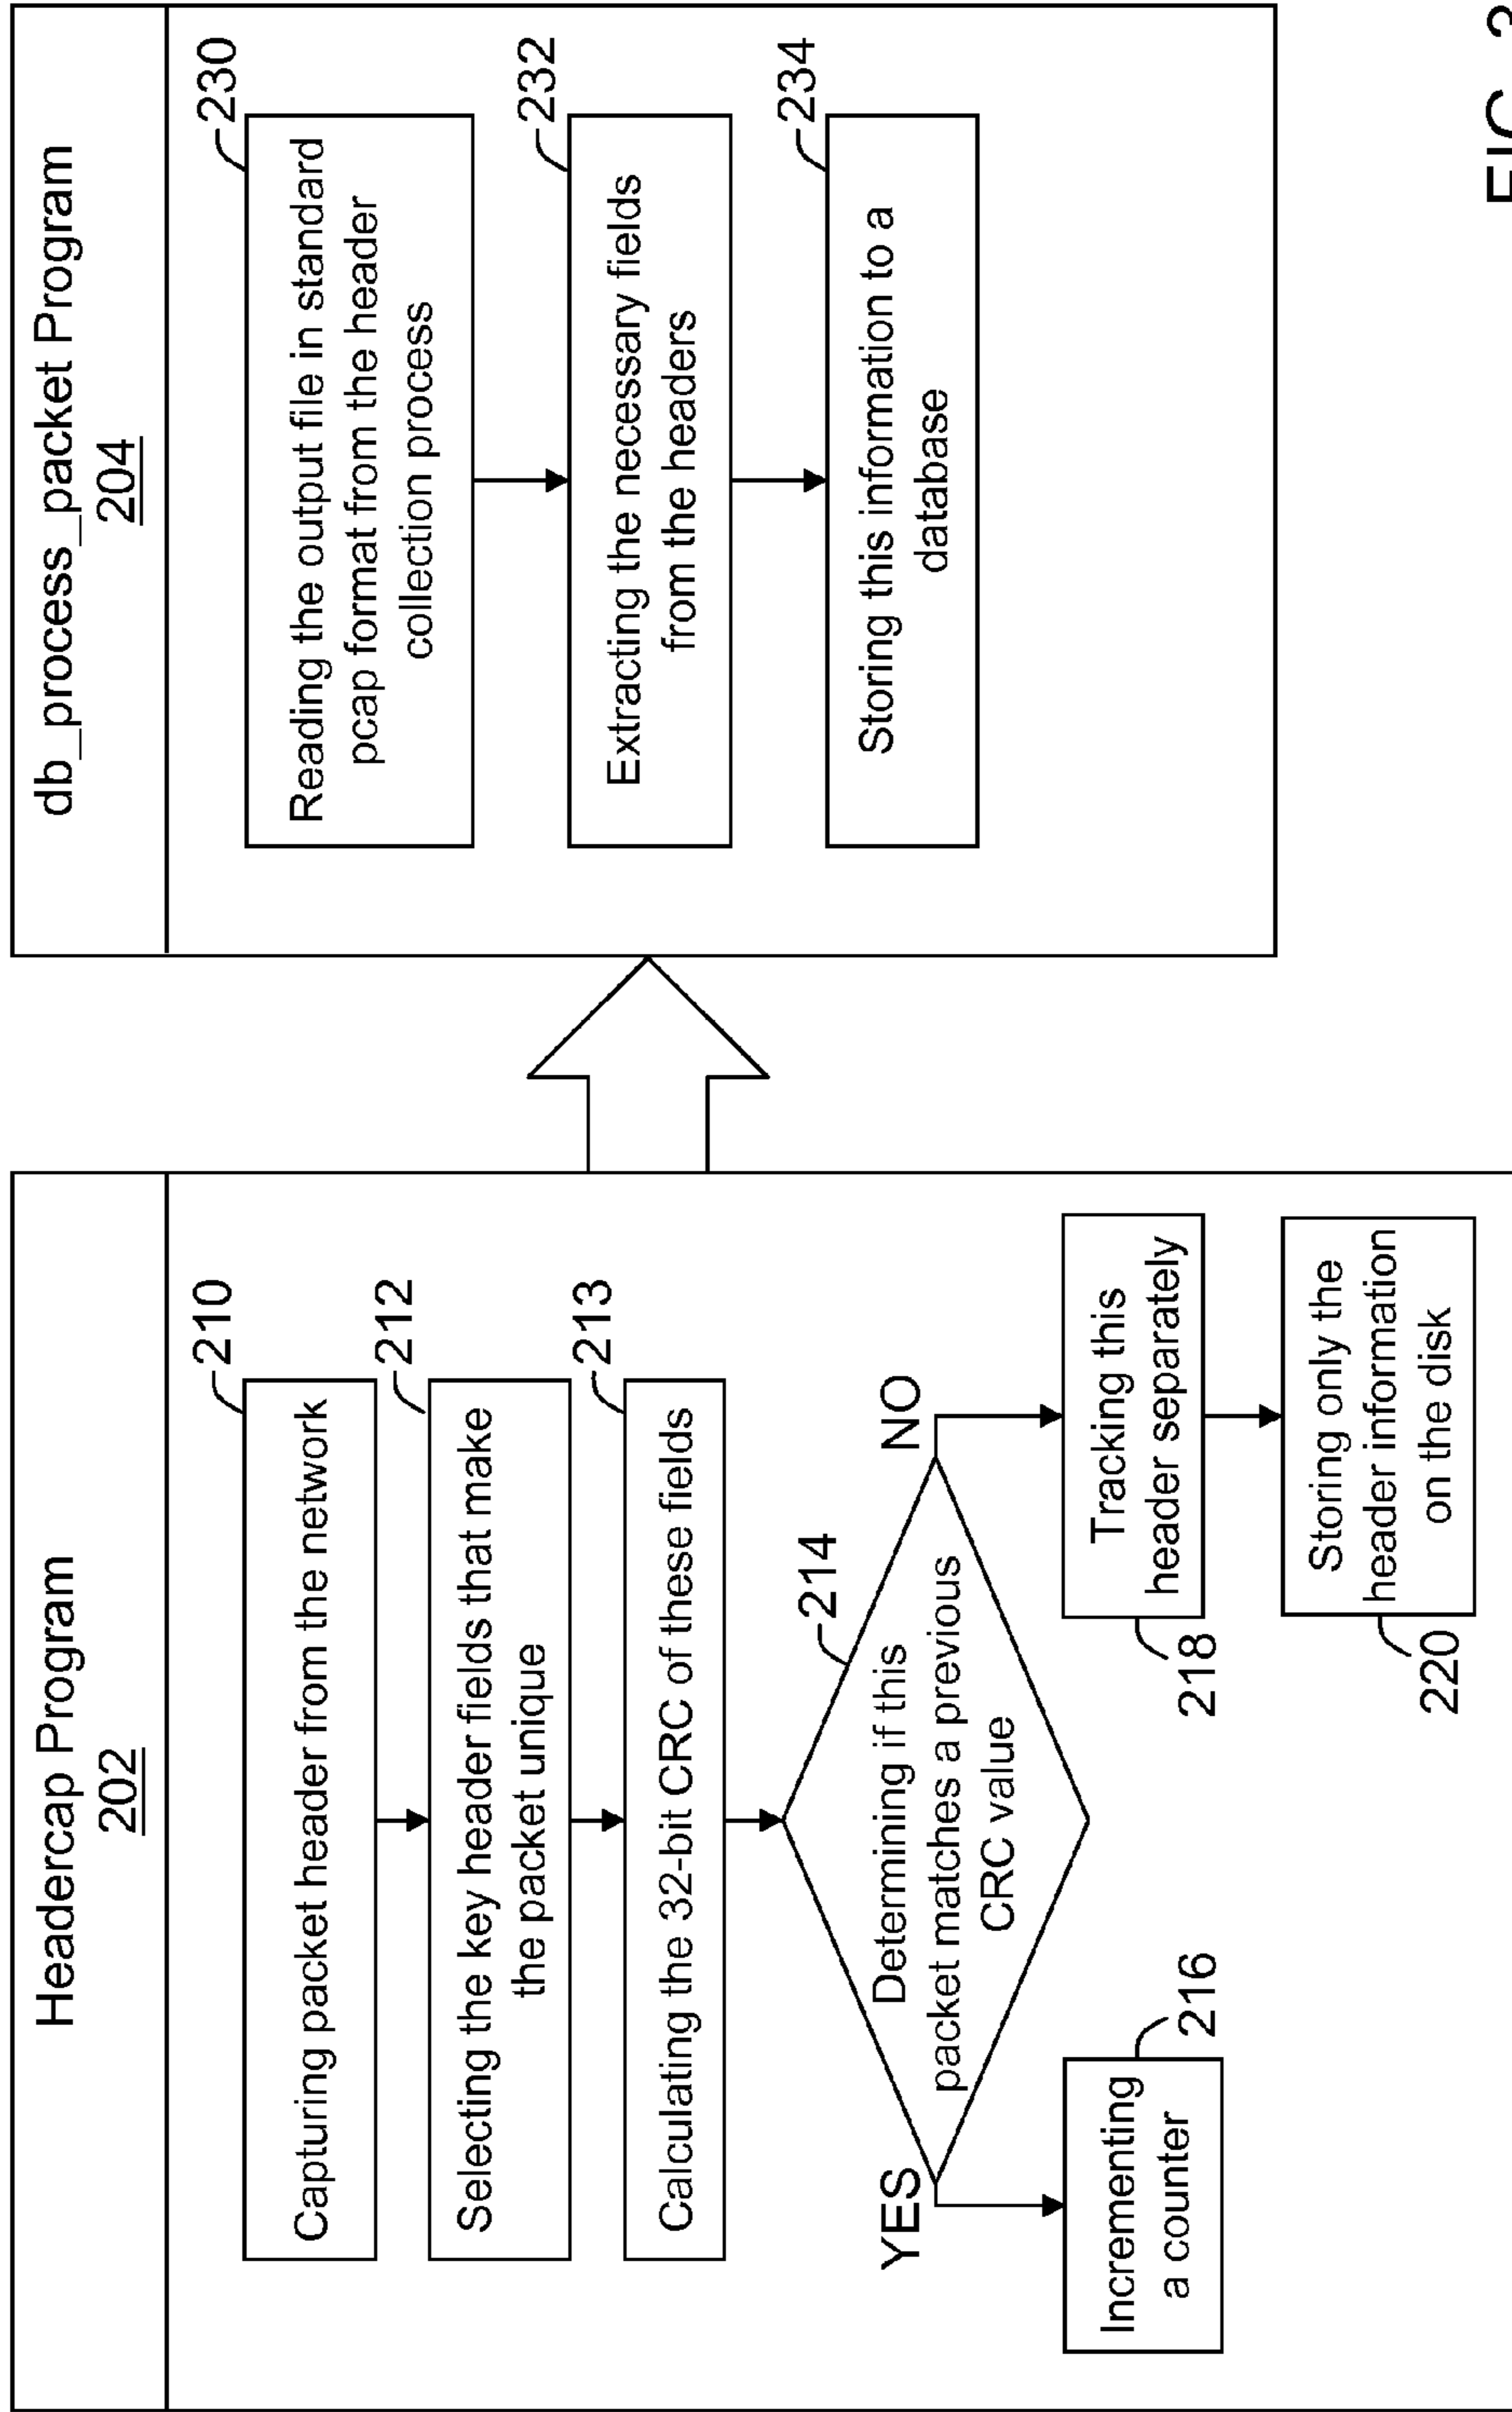 Headercap Program
202
210
Capturing packet header from the network
212
Selecting the key header fields that make
the packet unique
213
Calculating the 32-bit CRC of these fields
214
Determining if this
packet matches a previous
CRC value
YES
NO
216
Incrementing
a counter
Tracking this
header separately
218
Storing only the
header information
on the disk
220
db_process_packet Program
204
230
Reading the output file in standard
pcap format from the header
collection process
232
Extracting the necessary fields
from the headers
234
Storing this information to a
database
FIG.